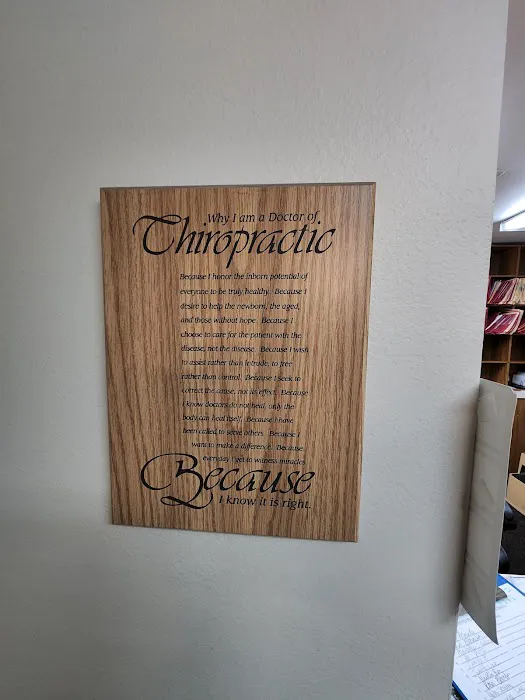 Why I am a Doctor of
Chiropractic
Because I honor the inborn potential of
everyone to be truly healthy. Because I
desire to help the newborn, the aged,
and those without hope. Because I
choose to care for the patient with the
disease, not the disease. Because I wish
to assist rather than intrude, to free
rather than control. Because I seek to
correct the cause, not its effect. Because
I know doctors do not heal, only the
body can heal itself. Because I have
been called to serve others. Because I
want to make a difference. Because
everyday I get to witness miracles.
Because
I know it is right.